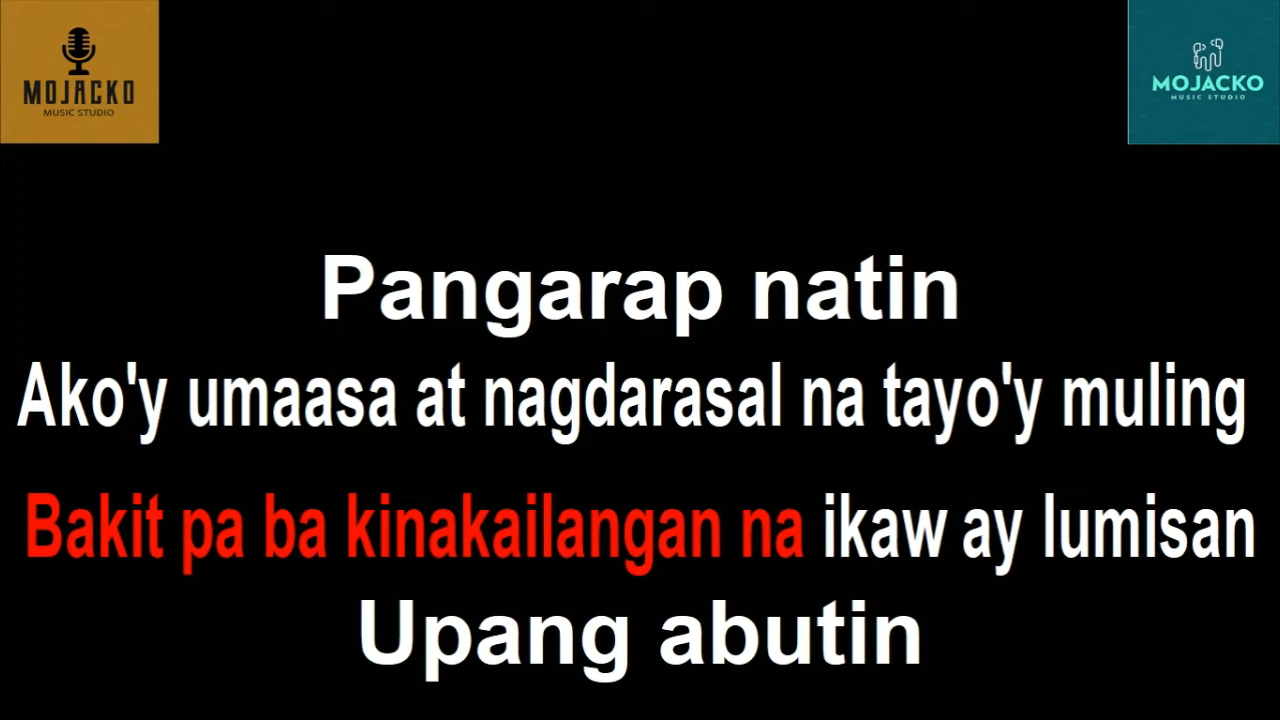 MOJACKO
MUSIC STUDIO
MOJACKO
MUSIC STUDIO
Pangarap natin
Ako'y umaasa at nagdarasal na tayo'y muling
Bakit pa ba kinakailangan na ikaw ay lumisan
Upang abutin